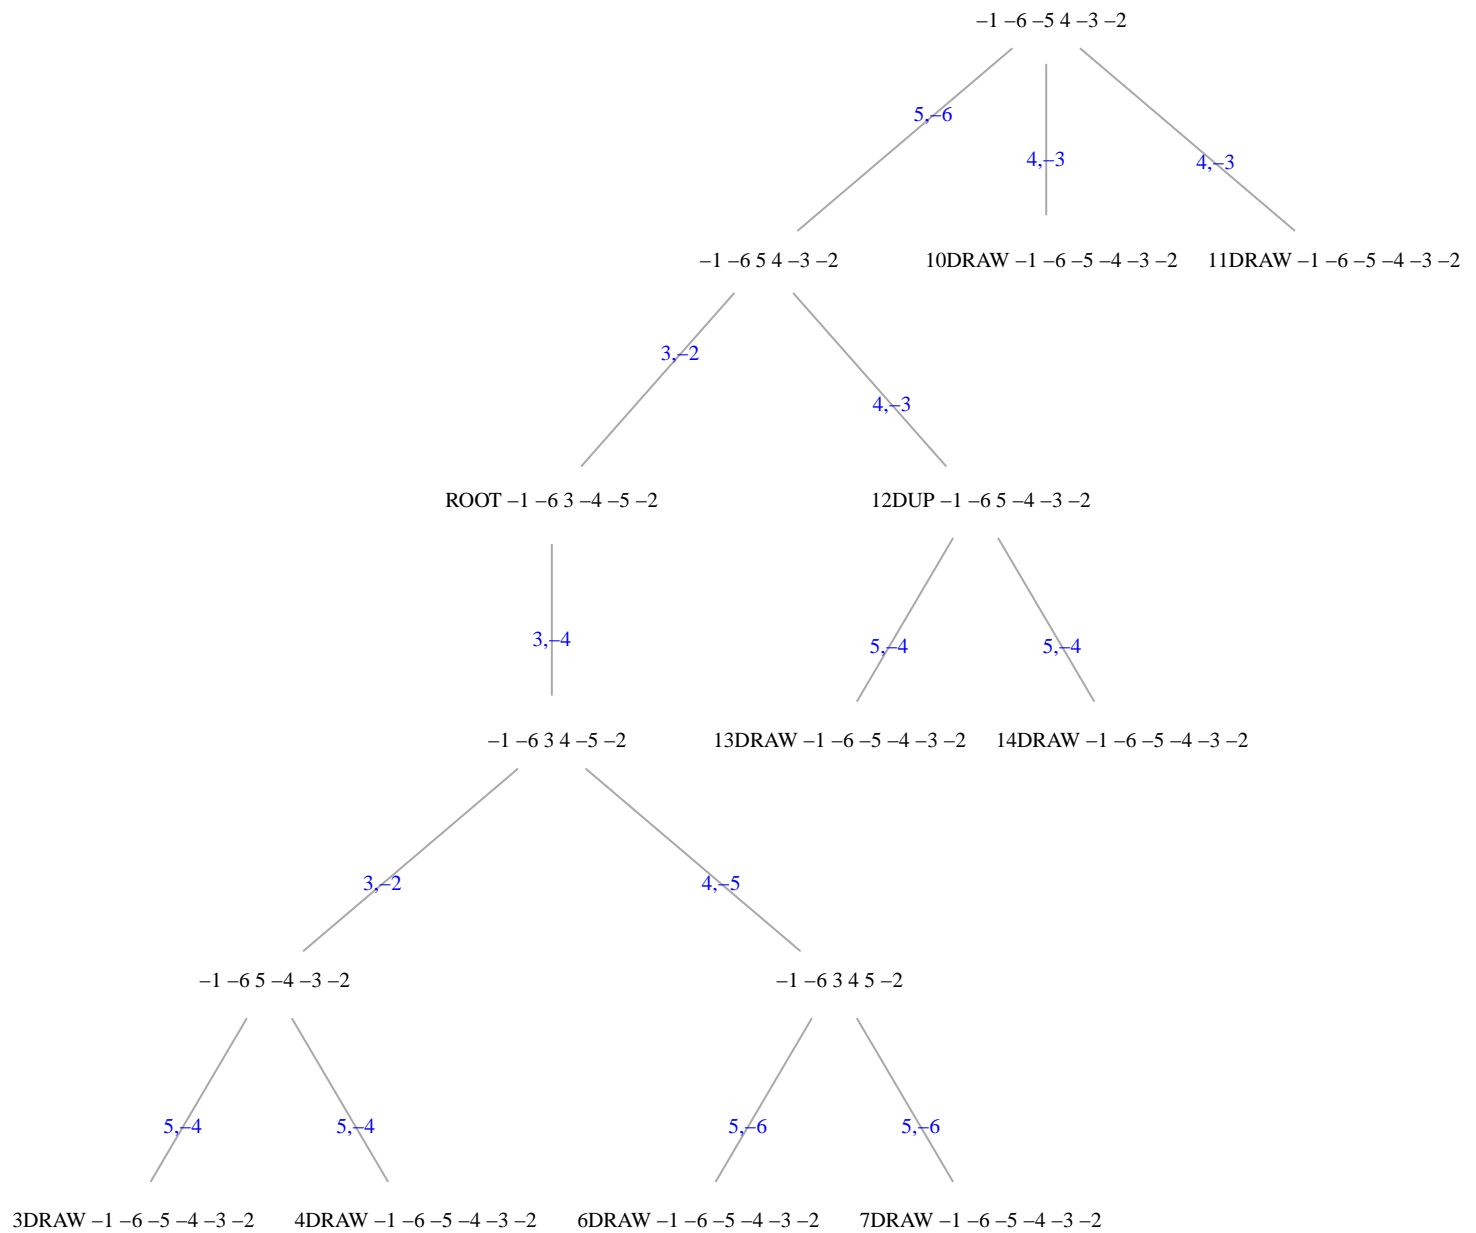 –1 –6 –5 4 –3 –2
5,–6
4,–3
4,–3
–1 –6 5 4 –3 –2
10DRAW –1 –6 –5 –4 –3 –2
11DRAW –1 –6 –5 –4 –3 –2
3,–2
4,–3
ROOT –1 –6 3 –4 –5 –2
12DUP –1 –6 5 –4 –3 –2
3,–4
5,–4
5,–4
–1 –6 3 4 –5 –2
13DRAW –1 –6 –5 –4 –3 –2
14DRAW –1 –6 –5 –4 –3 –2
3,–2
4,–5
–1 –6 5 –4 –3 –2
–1 –6 3 4 5 –2
5,–4
5,–4
5,–6
5,–6
3DRAW –1 –6 –5 –4 –3 –2
4DRAW –1 –6 –5 –4 –3 –2
6DRAW –1 –6 –5 –4 –3 –2
7DRAW –1 –6 –5 –4 –3 –2